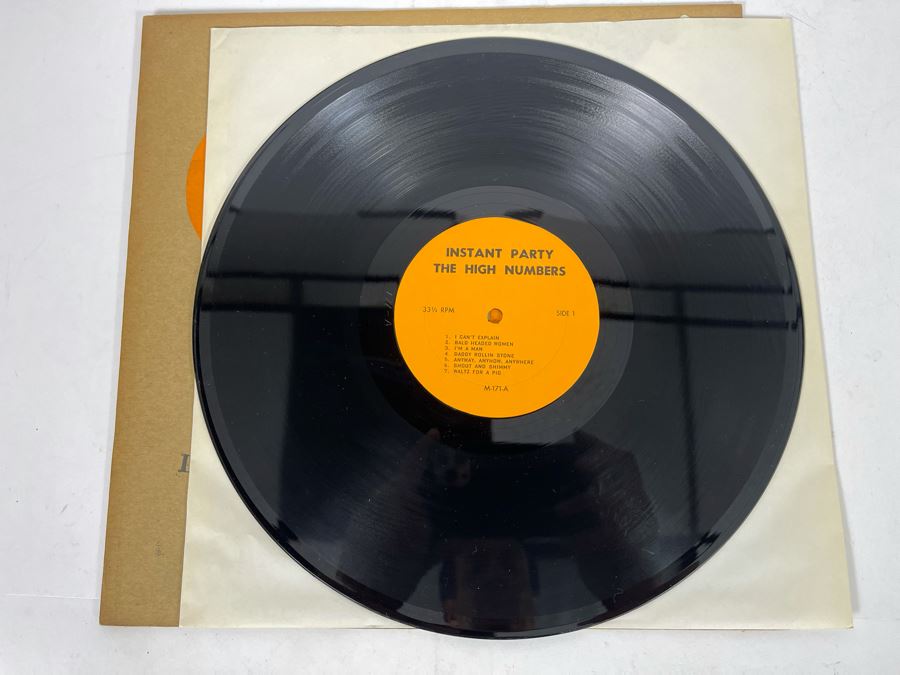 INSTANT PARTY
THE HIGH NUMBERS
33⅓ RPM
SIDE 1
1. I CAN'T EXPLAIN
2. BALD HEADED WOMEN
3. I'M A MAN
4. DADDY ROLLIN STONE
5. ANYWAY, ANYHOW, ANYWHERE
6. SHOUT AND SHIMMY
7. WALTZ FOR A PIG
M-171-A